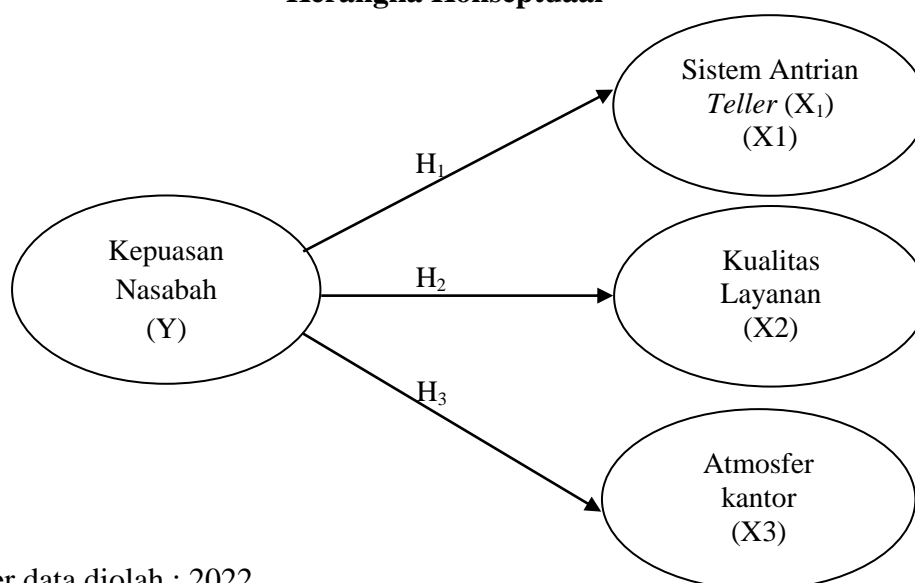 Kerangka Konseptual
Sistem Antrian
Teller (X₁)
(X1)
H₁
Kepuasan
Nasabah
(Y)
H₂
Kualitas
Layanan
(X2)
H₃
Atmosfer
kantor
(X3)
data diolah : 2022